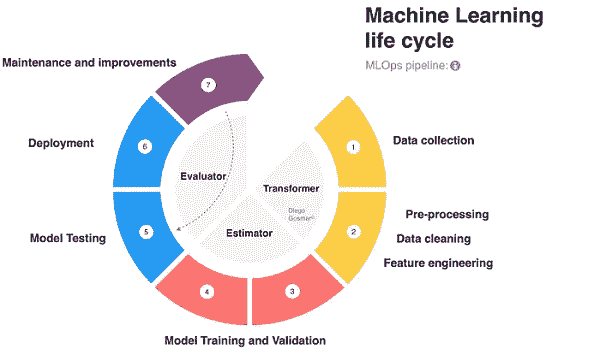 Machine Learning
life cycle
MLOps pipeline:
Maintenance and improvements
7
Deployment
6
1
Data collection
Evaluator
Transformer
Diego
Pre-processing
Model Testing
5
Estimator
2
Data cleaning
Feature engineering
4
3
Model Training and Validation